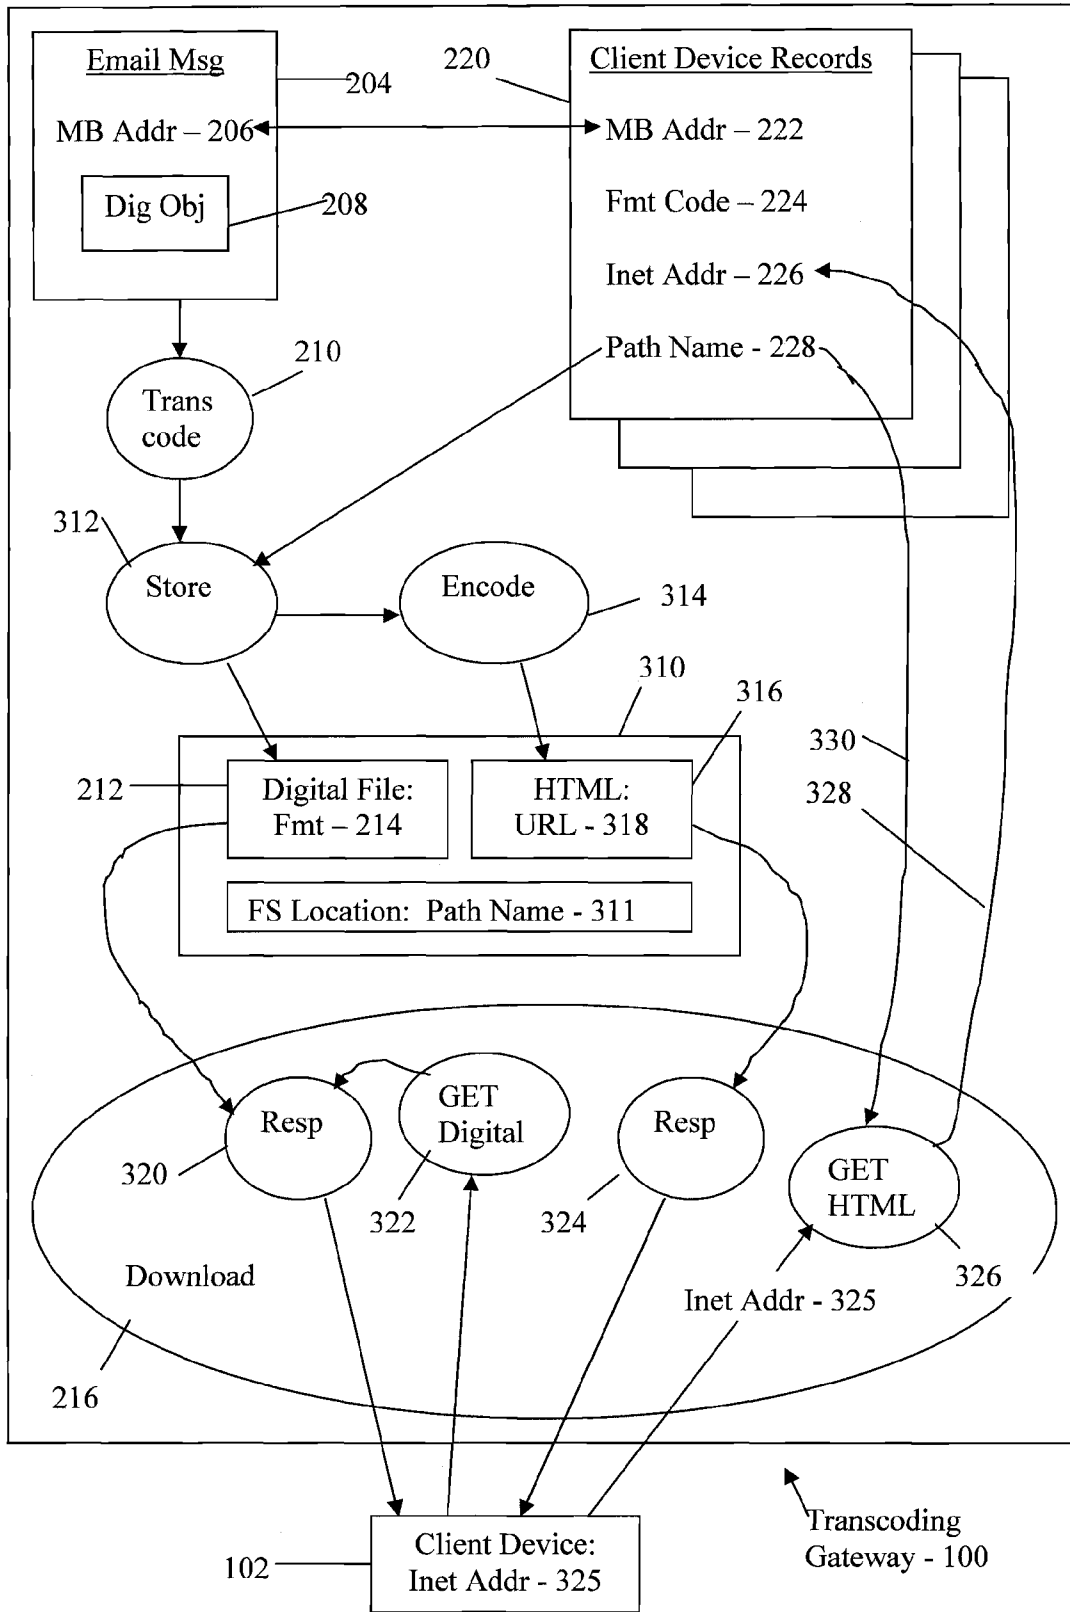 Email Msg
204
MB Addr – 206
Dig Obj
208
220
Client Device Records
MB Addr – 222
Fmt Code – 224
Inet Addr – 226
Path Name - 228
210
Trans
code
312
Store
Encode
314
310
316
212
Digital File:
Fmt – 214
HTML:
URL - 318
330
328
FS Location: Path Name - 311
Resp
320
GET
Digital
322
Resp
324
GET
HTML
326
Download
Inet Addr - 325
216
102
Client Device:
Inet Addr - 325
Transcoding
Gateway - 100